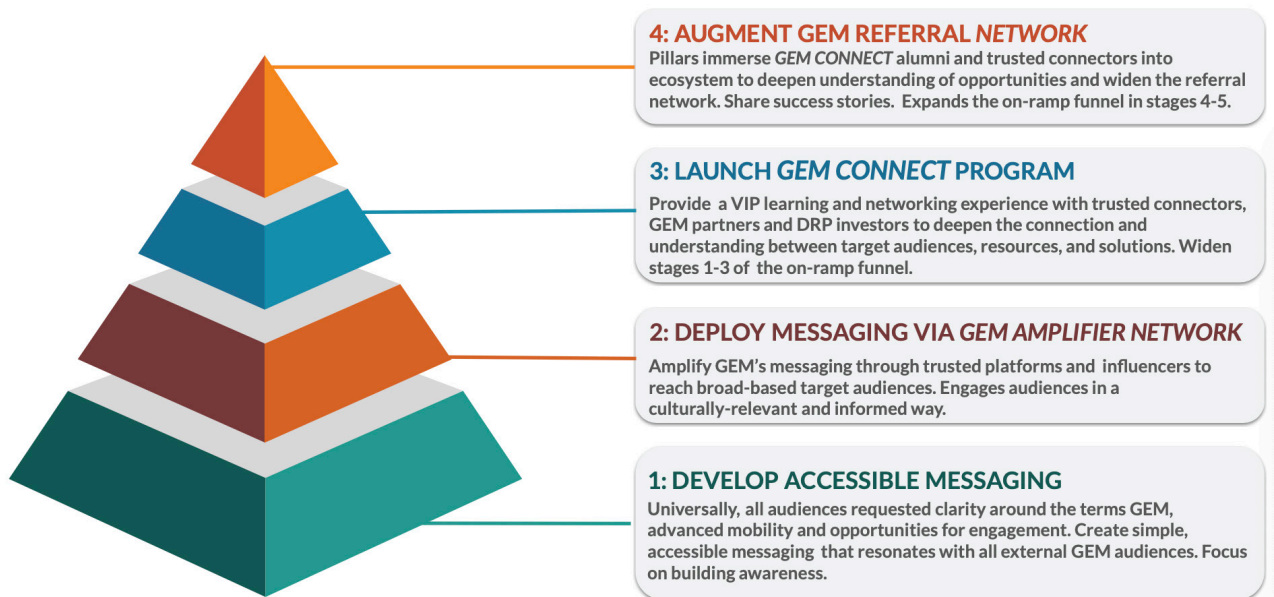 4: AUGMENT GEM REFERRAL NETWORK
Pillars immerse GEM CONNECT alumni and trusted connectors into
ecosystem to deepen understanding of opportunities and widen the referral
network. Share success stories.  Expands the on-ramp funnel in stages 4-5.
3: LAUNCH GEM CONNECT PROGRAM
Provide  a VIP learning and networking experience with trusted connectors,
GEM partners and DRP investors to deepen the connection and
understanding between target audiences, resources, and solutions. Widen
stages 1-3 of  the on-ramp funnel.
2: DEPLOY MESSAGING VIA GEM AMPLIFIER NETWORK
Amplify GEM's messaging through trusted platforms and  influencers to
reach broad-based target audiences. Engages audiences in a
culturally-relevant and informed way.
1: DEVELOP ACCESSIBLE MESSAGING
Universally, all audiences requested clarity around the terms GEM,
advanced mobility and opportunities for engagement. Create simple,
accessible messaging  that resonates with all external GEM audiences. Focus
on building awareness.